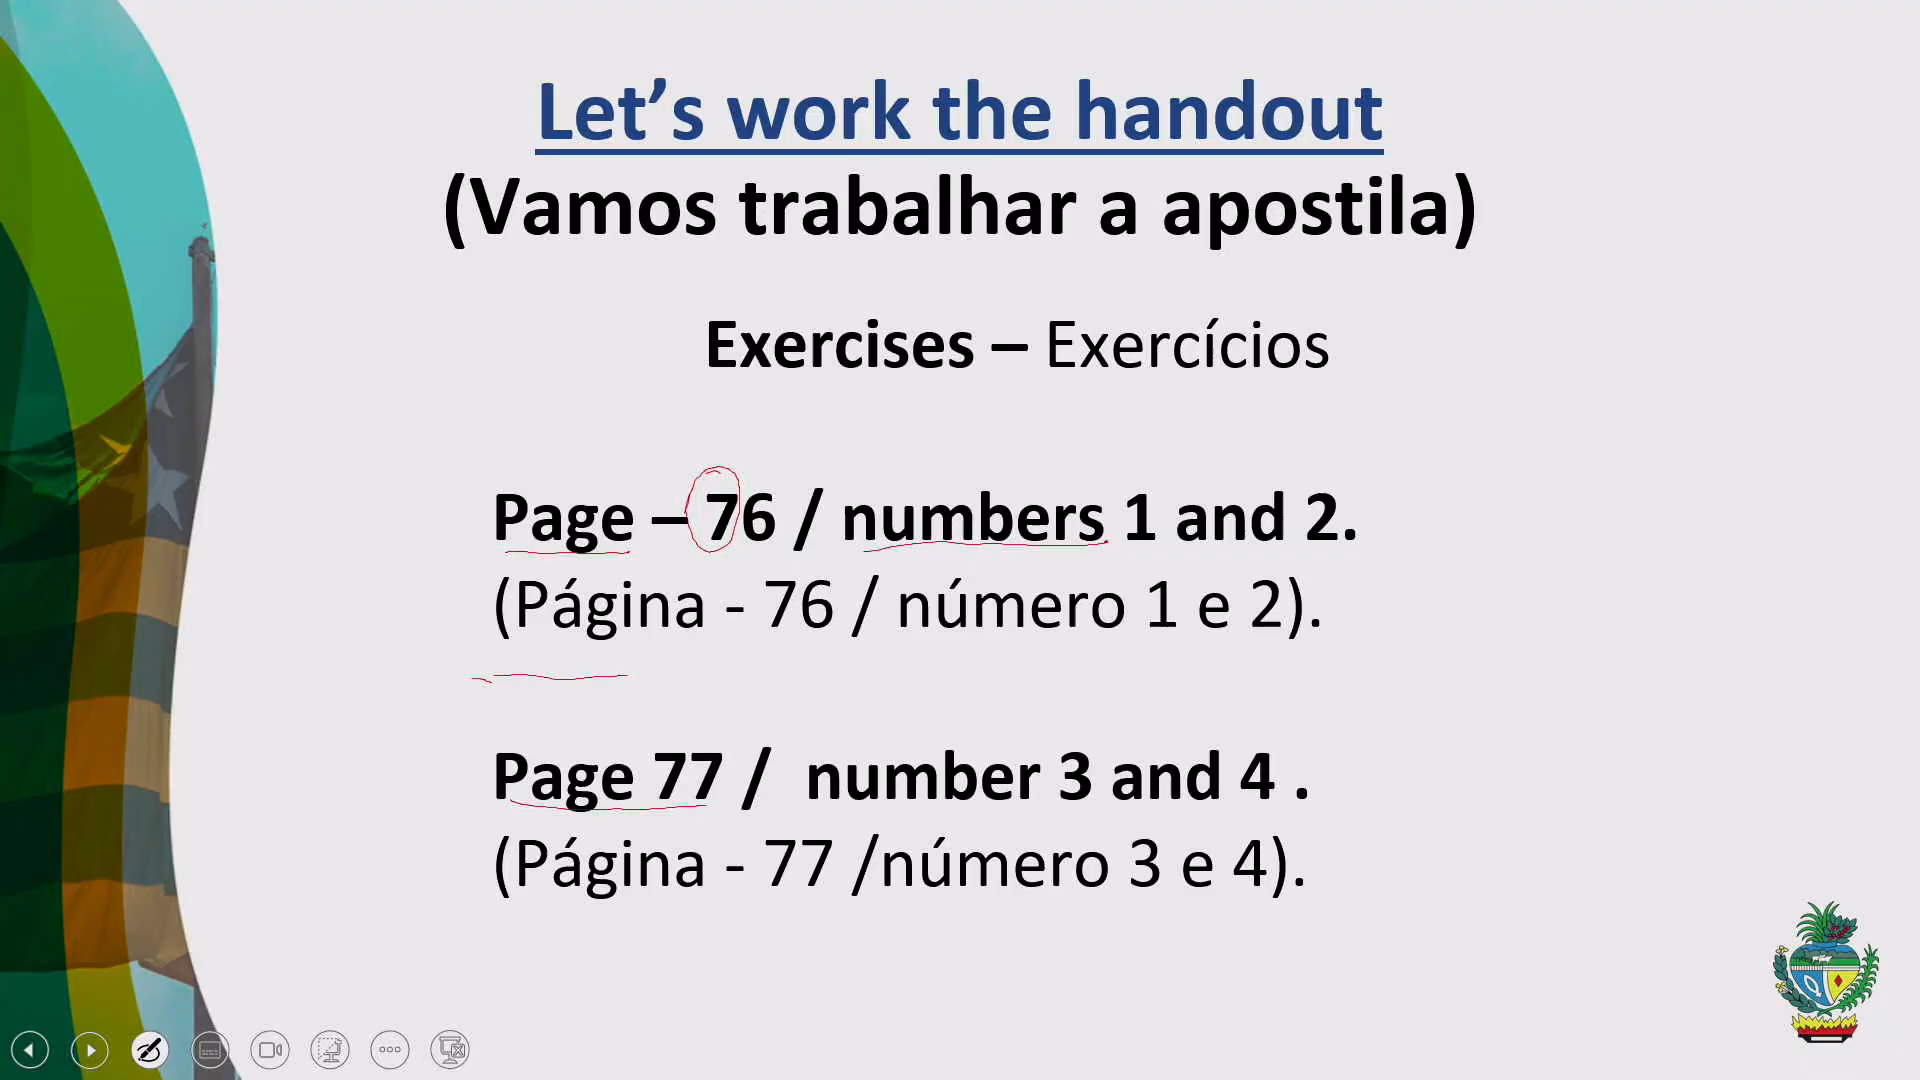 Let’s work the handout
(Vamos trabalhar a apostila)
Exercises – Exercícios
Page – 76 / numbers 1 and 2.
(Página - 76 / número 1 e 2).
Page 77 /  number 3 and 4 .
(Página - 77 /número 3 e 4).